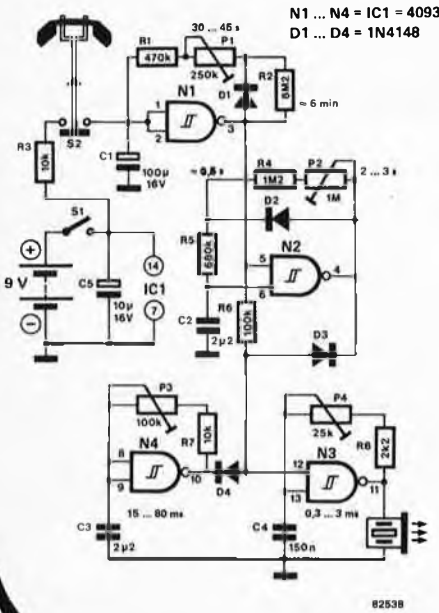 N1 ... N4 = IC1 = 4093
D1 ... D4 = 1N4148
30 ... 45 s
R1
470k
P1
250k
R2
8M2
D1
≈ 6 min
N1
1
2
3
S2
R3
10k
C1
100µ
16V
S1
9 V
C5
10µ
16V
14
IC1
7
≈ 0,5 s
R4
1M2
P2
1M
2 ... 3 s
D2
R5
680k
N2
5
6
4
R6
100k
C2
2µ2
D3
P3
100k
R7
10k
N4
8
9
10
D4
15 ... 80 ms
C3
2µ2
P4
25k
R6
2k2
N3
12
13
11
0,3 ... 3 ms
C4
150n
82538